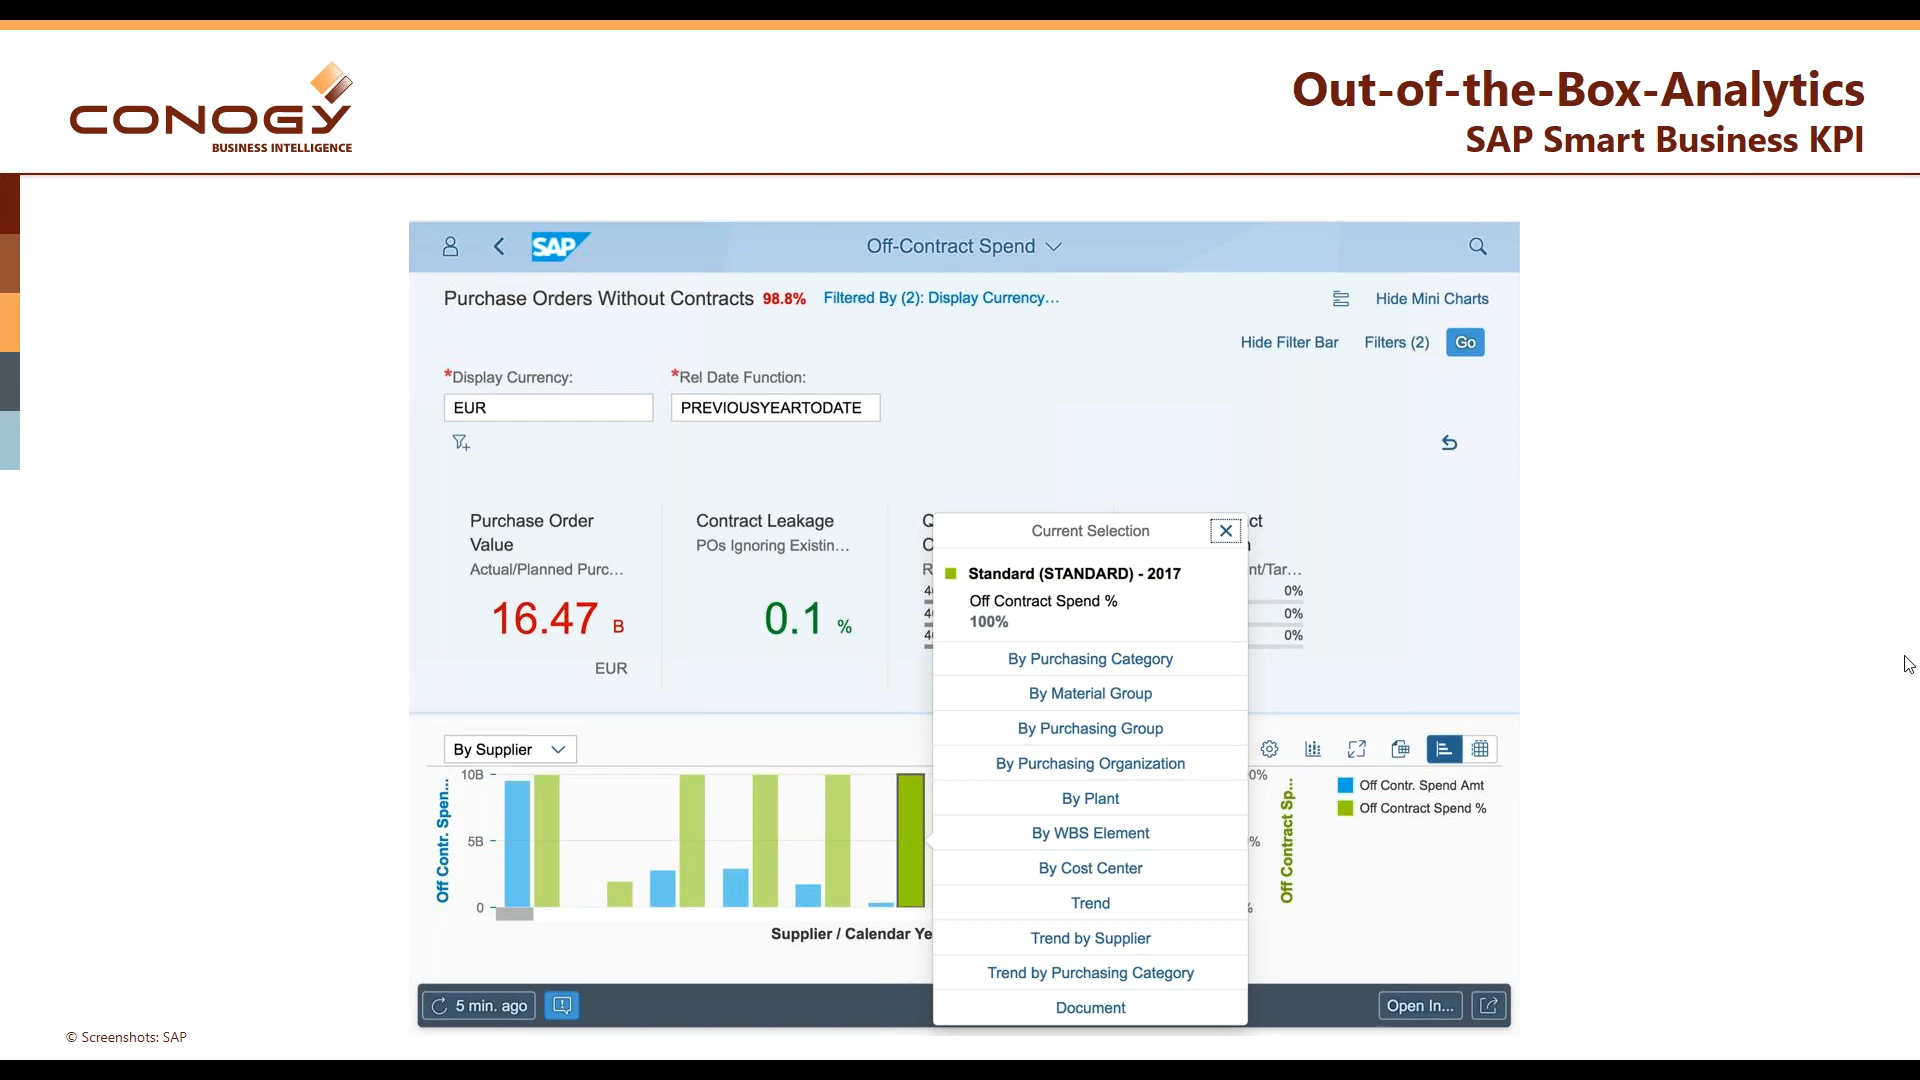 CONOGY
BUSINESS INTELLIGENCE
Out-of-the-Box-Analytics
SAP Smart Business KPI
SAP
Off-Contract Spend
Purchase Orders Without Contracts 98.8% Filtered By (2): Display Currency…
Hide Mini Charts
Hide Filter Bar Filters (2) Go
*Display Currency:
EUR
*Rel Date Function:
PREVIOUSYEARTODATE
Purchase Order
Value
Actual/Planned Purc…
16.47 B
EUR
Contract Leakage
POs Ignoring Existin…
0.1 %
ct
nt/Tar…
0%
0%
0%
Current Selection
Standard (STANDARD) - 2017
Off Contract Spend %
100%
By Purchasing Category
By Material Group
By Purchasing Group
By Purchasing Organization
By Plant
By WBS Element
By Cost Center
Trend
Trend by Supplier
Trend by Purchasing Category
Document
By Supplier
Off Contr. Spen...
10B
5B
0
Supplier / Calendar Ye
0%
%
Off Contract Sp...
Off Contr. Spend Amt
Off Contract Spend %
5 min. ago
Open In...
© Screenshots: SAP